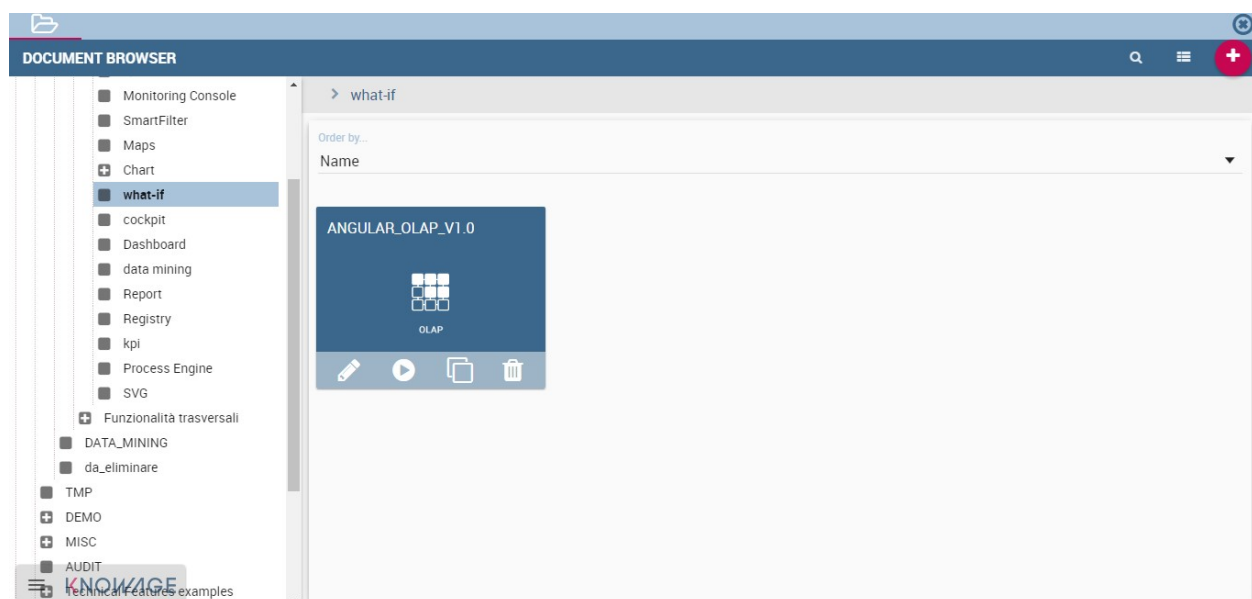 DOCUMENT BROWSER
Monitoring Console
SmartFilter
Maps
Chart
what-if
cockpit
Dashboard
data mining
Report
Registry
kpi
Process Engine
SVG
Funzionalità trasversali
DATA_MINING
da_eliminare
TMP
DEMO
MISC
AUDIT
Technical Features examples
KNOWAGE
> what-if
Order by...
Name
ANGULAR_OLAP_V1.0
OLAP